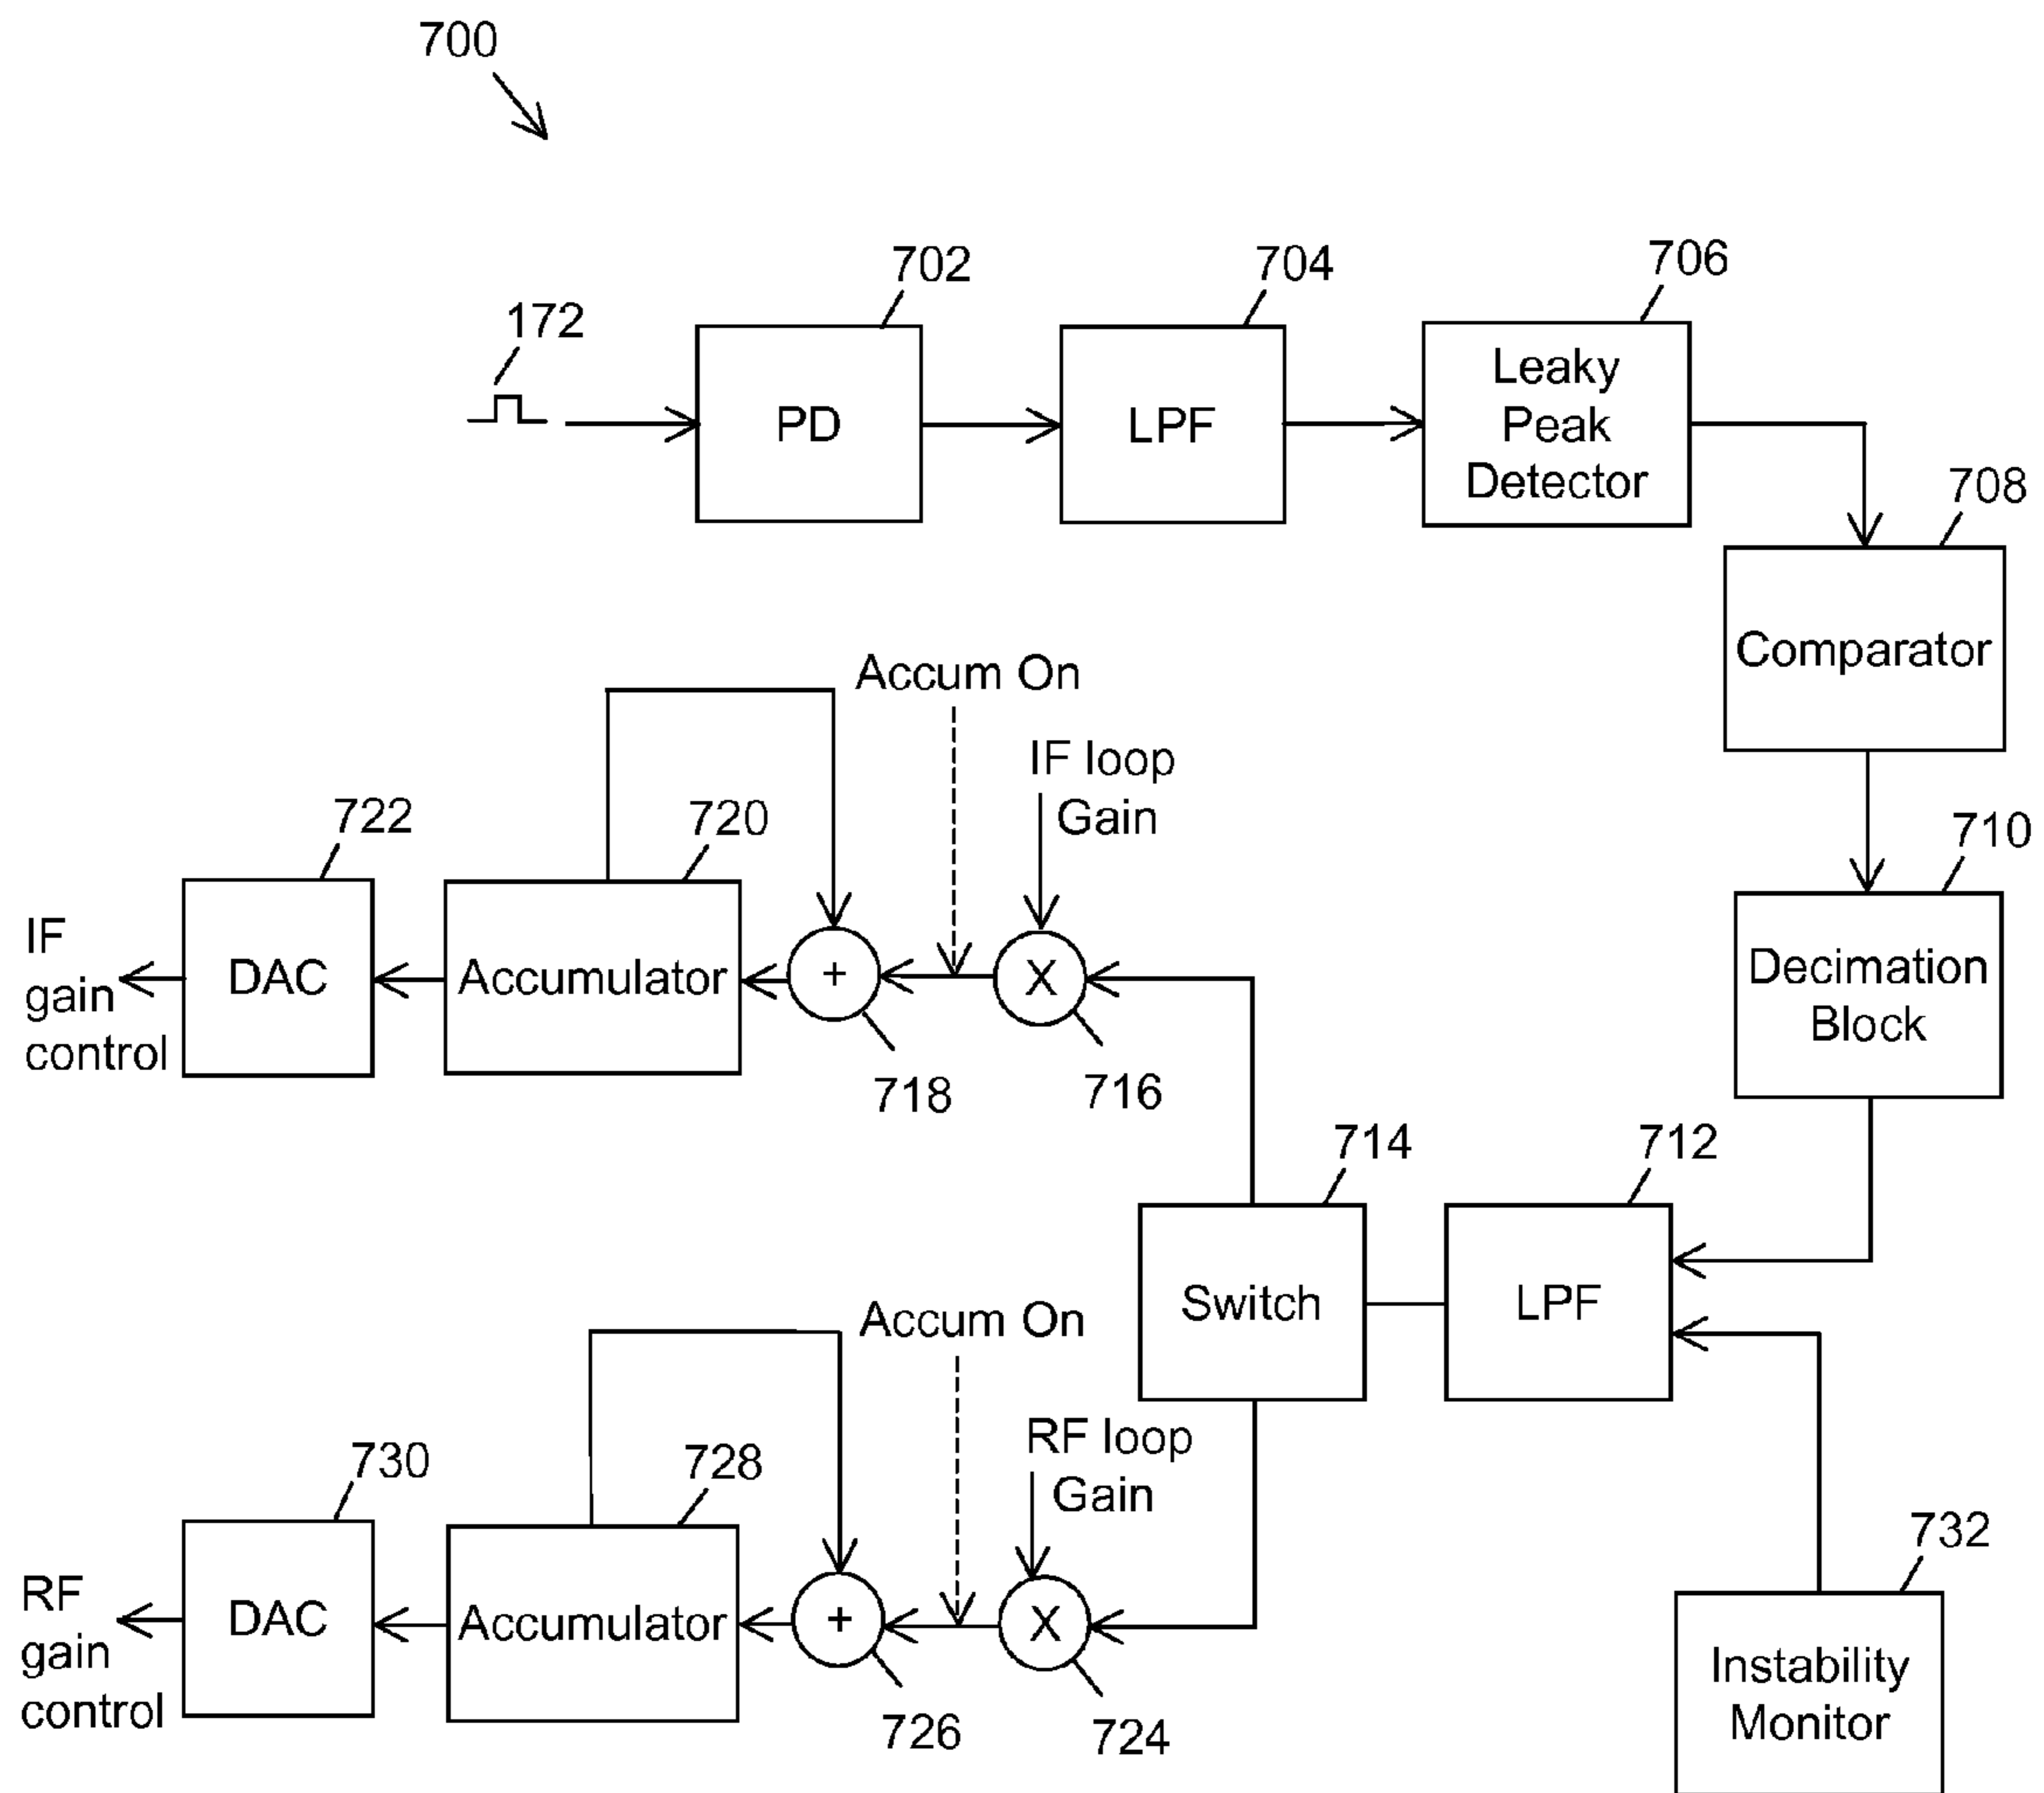 700
702
704
706
172
PD
LPF
Leaky
Peak
Detector
708
Comparator
Accum On
IF loop
Gain
722
720
710
IF
gain
control
DAC
Accumulator
+
X
Decimation
Block
718
716
714
712
Switch
LPF
Accum On
RF loop
Gain
730
728
732
RF
gain
control
DAC
Accumulator
+
X
Instability
Monitor
726
724